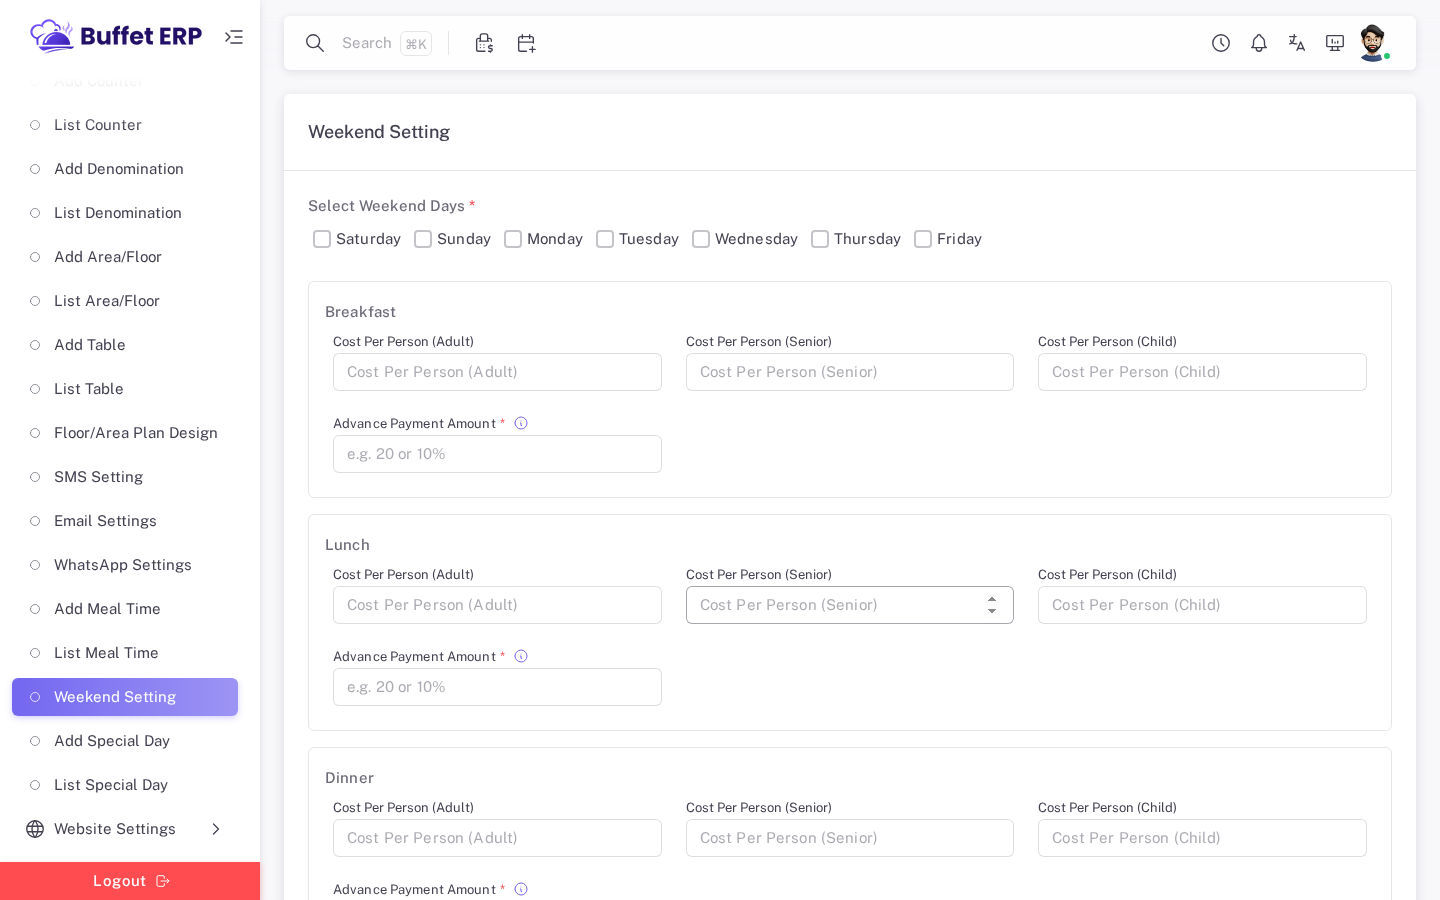 Buffet ERP
Add Counter
List Counter
Add Denomination
List Denomination
Add Area/Floor
List Area/Floor
Add Table
List Table
Floor/Area Plan Design
SMS Setting
Email Settings
WhatsApp Settings
Add Meal Time
List Meal Time
Weekend Setting
Add Special Day
List Special Day
Website Settings
Logout
Search ⌘K
Weekend Setting
Select Weekend Days *
Saturday Sunday Monday Tuesday Wednesday Thursday Friday
Breakfast
Cost Per Person (Adult) Cost Per Person (Senior) Cost Per Person (Child)
Cost Per Person (Adult) Cost Per Person (Senior) Cost Per Person (Child)
Advance Payment Amount *
e.g. 20 or 10%
Lunch
Cost Per Person (Adult) Cost Per Person (Senior) Cost Per Person (Child)
Cost Per Person (Adult) Cost Per Person (Senior) Cost Per Person (Child)
Advance Payment Amount *
e.g. 20 or 10%
Dinner
Cost Per Person (Adult) Cost Per Person (Senior) Cost Per Person (Child)
Cost Per Person (Adult) Cost Per Person (Senior) Cost Per Person (Child)
Advance Payment Amount *